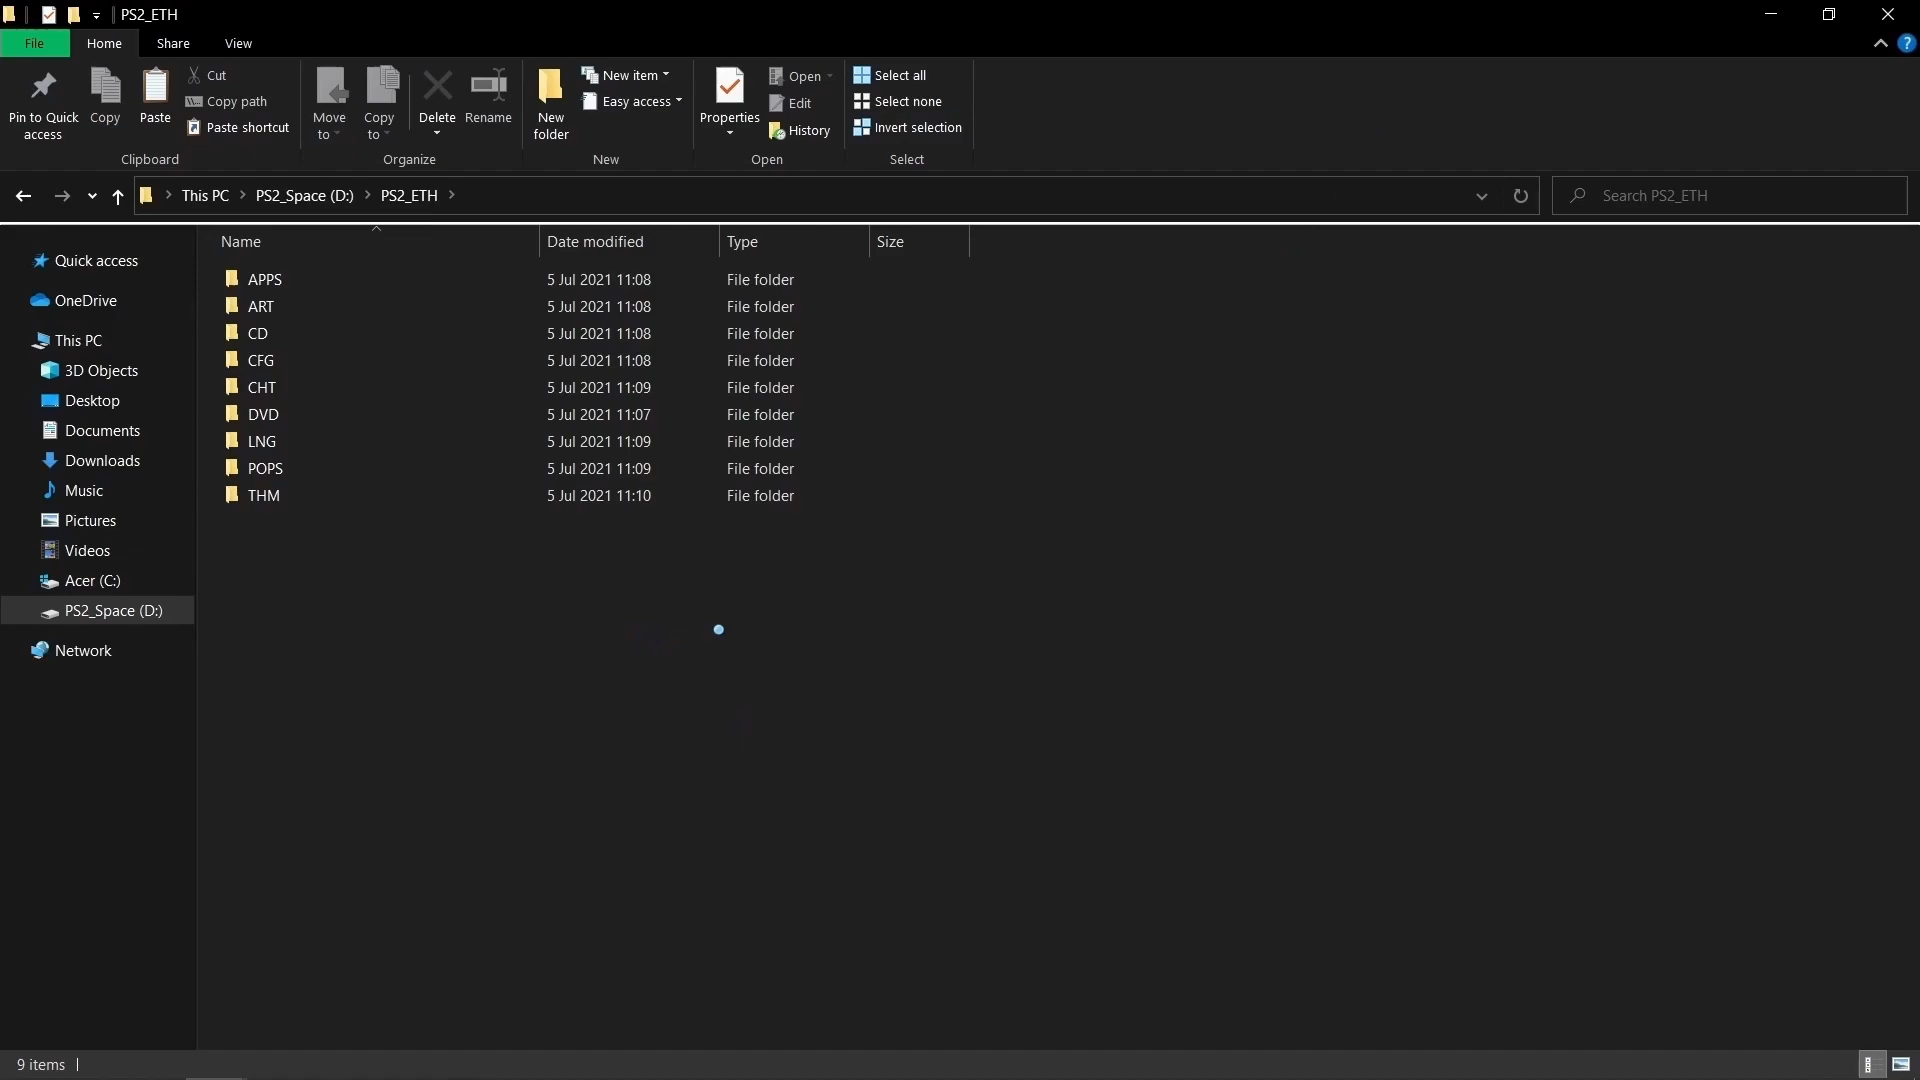 PS2_ETH
File Home Share View
Pin to Quick access
Copy
Paste
Cut
Copy path
Paste shortcut
Clipboard
Move to
Copy to
Delete
Rename
Organize
New folder
New item
Easy access
New
Properties
Open
Edit
History
Open
Select all
Select none
Invert selection
Select
This PC PS2_Space (D:) PS2_ETH
Search PS2_ETH
Quick access
OneDrive
This PC
3D Objects
Desktop
Documents
Downloads
Music
Pictures
Videos
Acer (C:)
PS2_Space (D:)
Network
Name Date modified Type Size
APPS 5 Jul 2021 11:08 File folder
ART 5 Jul 2021 11:08 File folder
CD 5 Jul 2021 11:08 File folder
CFG 5 Jul 2021 11:08 File folder
CHT 5 Jul 2021 11:09 File folder
DVD 5 Jul 2021 11:07 File folder
LNG 5 Jul 2021 11:09 File folder
POPS 5 Jul 2021 11:09 File folder
THM 5 Jul 2021 11:10 File folder
9 items